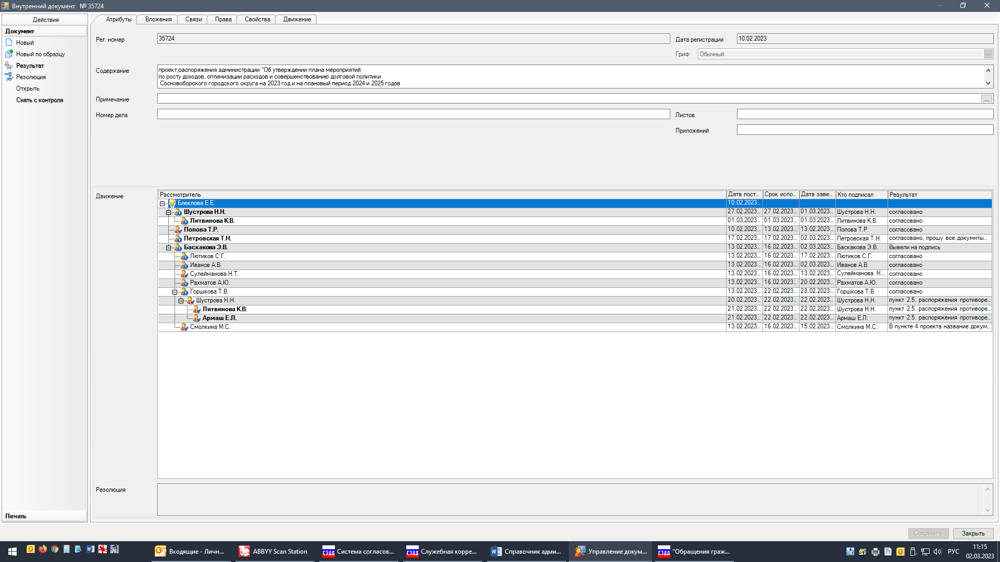 Внутренний документ   № 35724
Действия
Документ
Новый
Новый по образцу
Результат
Резолюция
Открыть
Снять с контроля
Печать
Атрибуты Вложения Связи Права Свойства Движение
Рег. номер 35724 Дата регистрации 10.02.2023
Гриф Обычный
Содержание
проект распоряжения администрации "Об утверждении плана мероприятий
по росту доходов, оптимизации расходов и совершенствованию долговой политики
Сосновоборского городского округа на 2023 год и на плановый период 2024 и 2025 годов
Примечание ...
Номер дела Листов
Приложений
Движение
Рассмотритель Дата пост... Срок испо... Дата заве... Кто подписал Результат
Блеклова Е.Е. 10.02.2023...
Шустрова Н.Н. 27.02.2023... 27.02.2023... 01.03.2023... Шустрова Н.Н. согласовано
Литвинова К.В. 01.03.2023... 01.03.2023... 01.03.2023... Литвинова К.В. согласовано
Попова Т.Р. 10.02.2023... 13.02.2023... 13.02.2023... Попова Т.Р. согласовано
Петровская Т.Н. 17.02.2023... 17.02.2023... 02.03.2023... Петровская Т.Н. согласовано, прошу все докумнты...
Баскакова Э.В. 13.02.2023... 16.02.2023... 02.03.2023... Баскакова Э.В. Вывели на подпись
Лютиков С.Г. 13.02.2023... 16.02.2023... 17.02.2023... Лютиков С.Г. согласовано
Иванов А.В. 13.02.2023... 16.02.2023... 02.03.2023... Иванов А.В. согласовано
Сулейманова Н.Т. 13.02.2023... 16.02.2023... 13.02.2023... Сулейманова Н.... согласовано
Рахматов А.Ю. 13.02.2023... 16.02.2023... 20.02.2023... Рахматов А.Ю. согласовано
Горшкова Т.В. 13.02.2023... 22.02.2023... 28.02.2023... Горшкова Т.В. согласовано
Шустрова Н.Н. 20.02.2023... 22.02.2023... 22.02.2023... Шустрова Н.Н. пункт 2.5. распоряжения противоре...
Литвинова К.В. 21.02.2023... 22.02.2023... 22.02.2023... Шустрова Н.Н. пункт 2.5. распоряжения противоре...
Армаш Е.Л. 21.02.2023... 22.02.2023... 22.02.2023... Армаш Е.Л. пункт 2.5. распоряжения противоре...
Смолкина М.С. 13.02.2023... 16.02.2023... 15.02.2023... Смолкина М.С. В пункте 4 проекта название докум...
Резолюция
Сохранить Закрыть
Входящие - Личн... ABBYY Scan Station СЭДД Система согласов... СЭДД Служебная корре... Справочник адми... Управление докум... СЭДД "Обращения граж...
РУС 11:15
02.03.2023